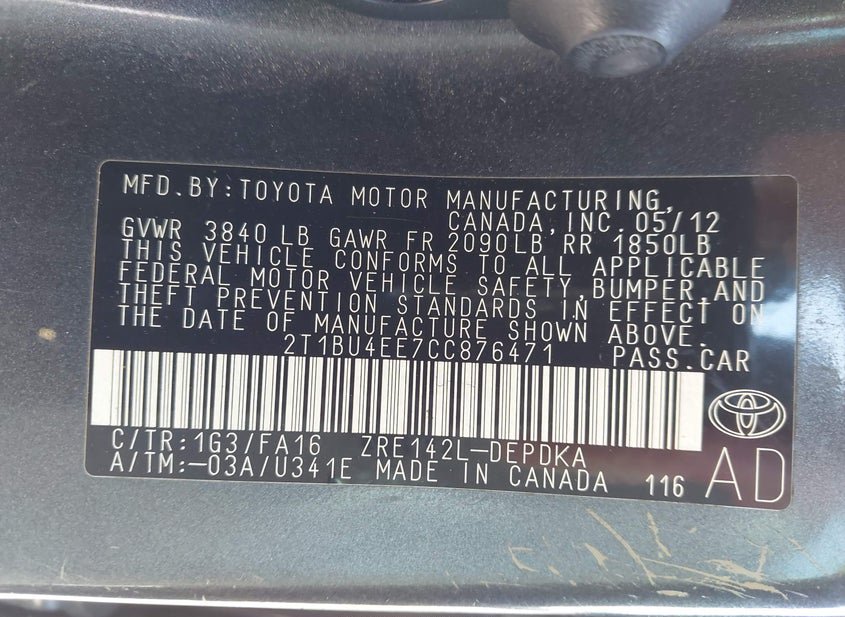 MFD.BY:TOYOTA MOTOR MANUFACTURING,
CANADA,INC. 05/12
GVWR 3840 LB GAWR FR 2090LB RR 1850LB
THIS VEHICLE CONFORMS TO ALL APPLICABLE
FEDERAL MOTOR VEHICLE SAFETY,BUMPER,AND
THEFT PREVENTION STANDARDS IN EFFECT ON
THE DATE OF MANUFACTURE SHOWN ABOVE.
2T1BU4EE7CC876471 PASS.CAR
C/TR:1G3/FA16 ZRE142L-DEPDKA
A/TM:-03A/U341E MADE IN CANADA 116 AD